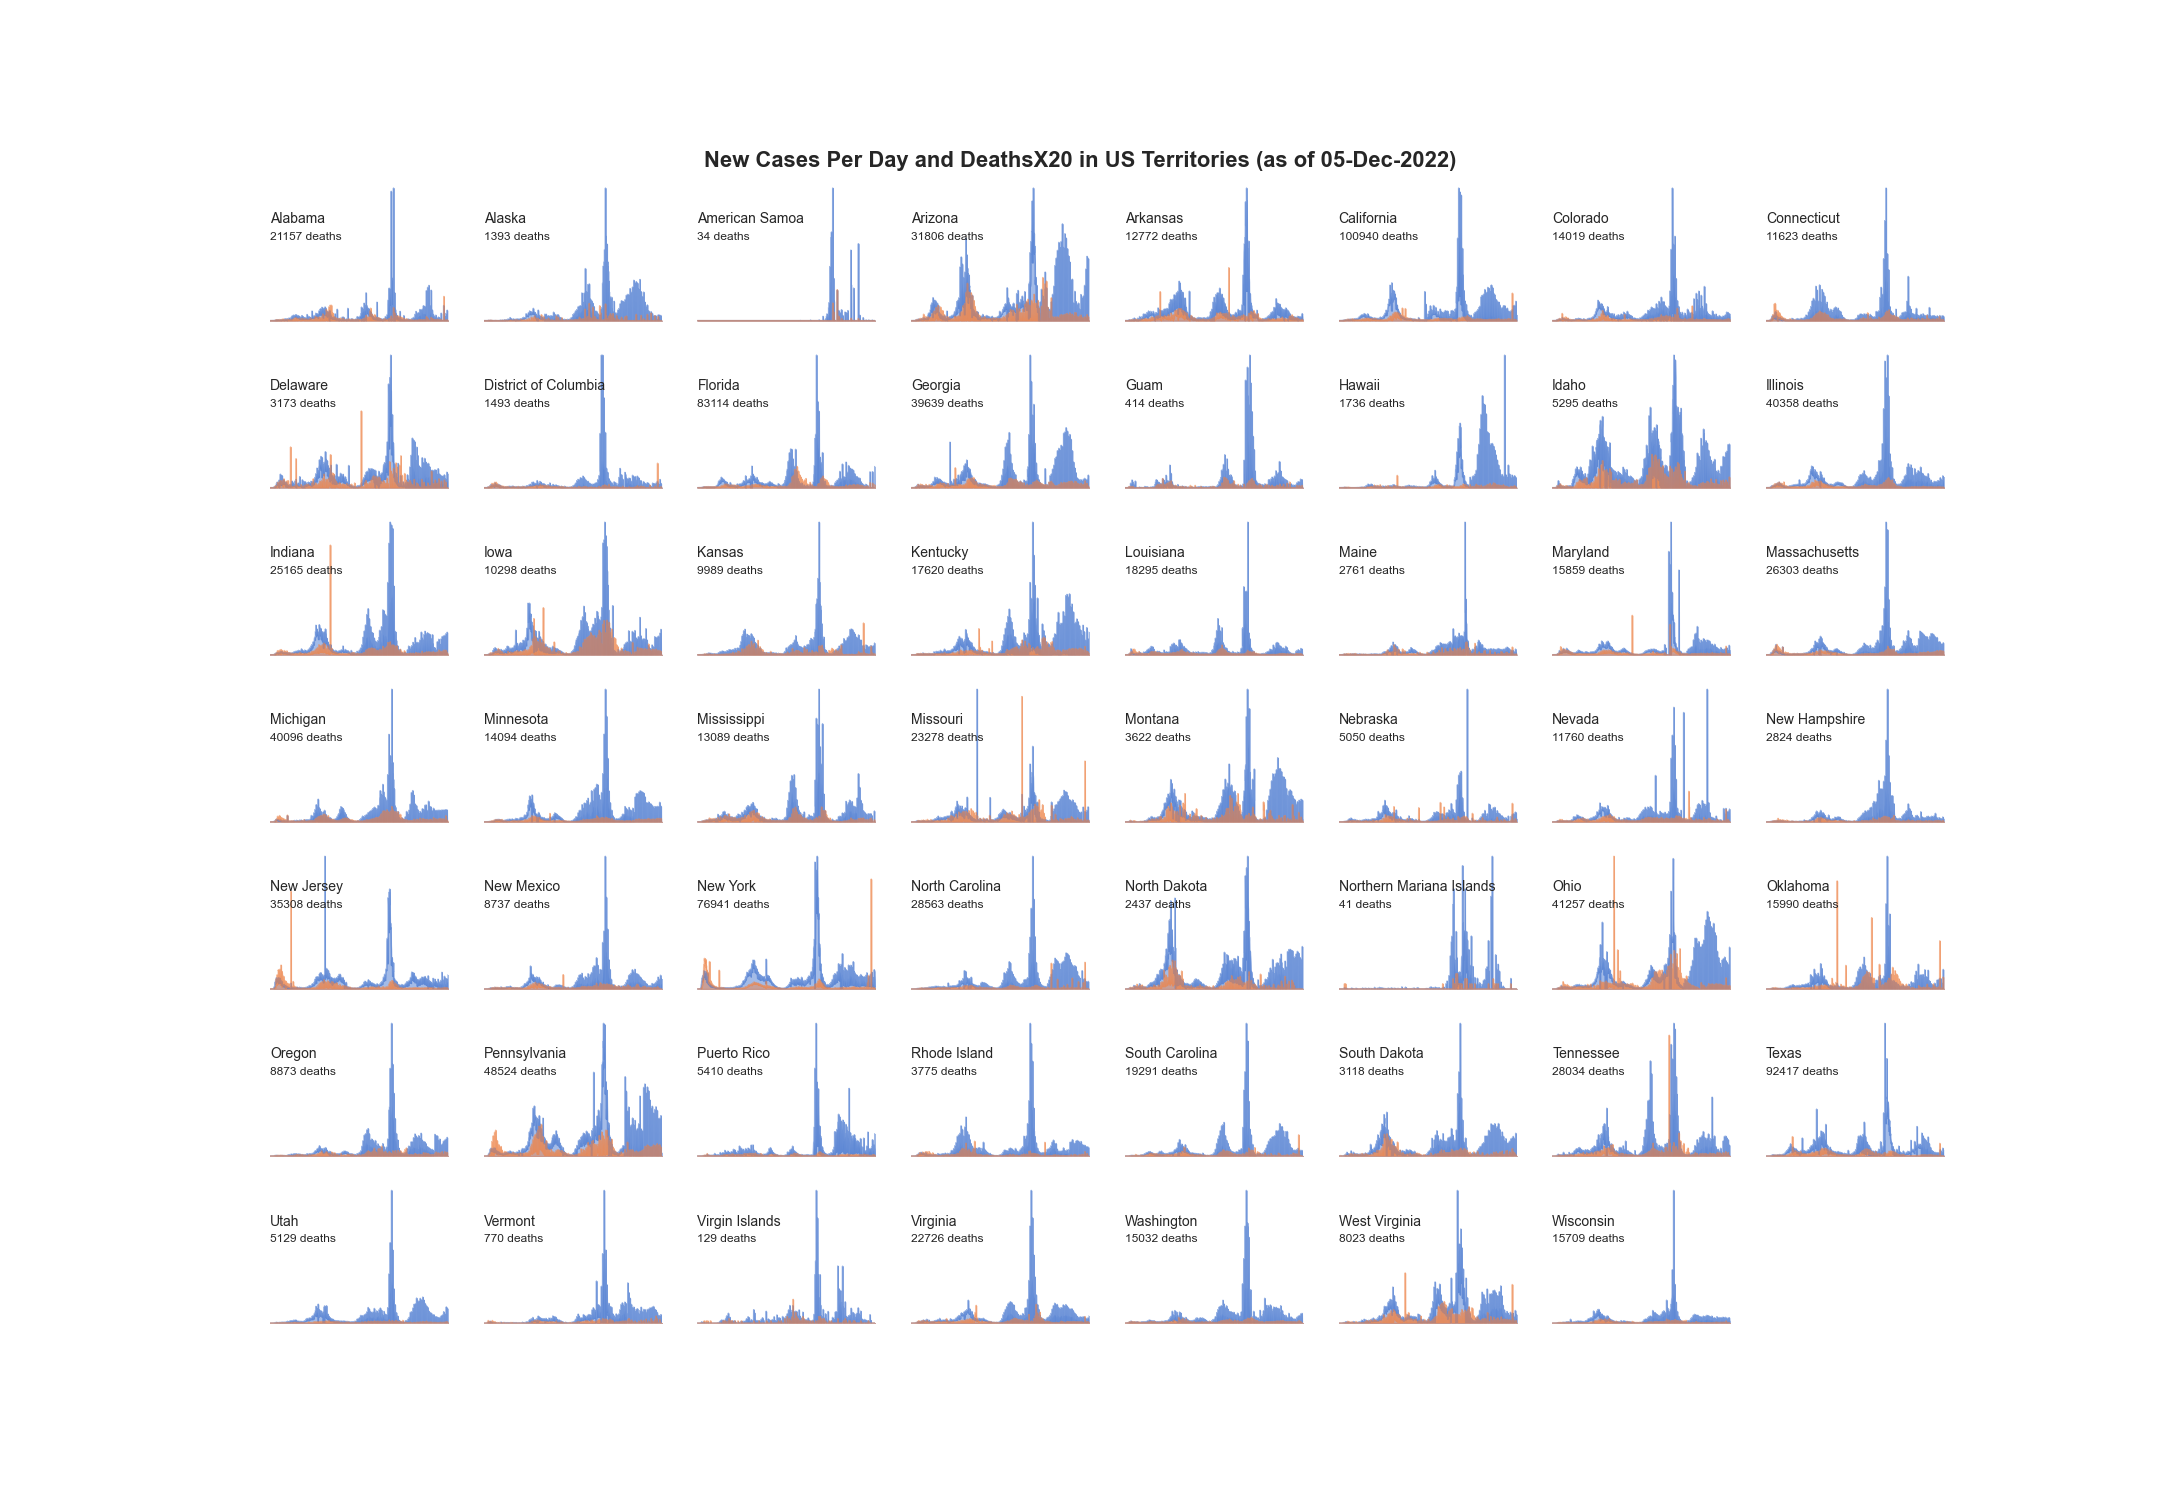 New Cases Per Day and DeathsX20 in US Territories (as of 05-Dec-2022)
Alabama
21157 deaths
Alaska
1393 deaths
American Samoa
34 deaths
Arizona
31806 deaths
Arkansas
12772 deaths
California
100940 deaths
Colorado
14019 deaths
Connecticut
11623 deaths
Delaware
3173 deaths
District of Columbia
1493 deaths
Florida
83114 deaths
Georgia
39639 deaths
Guam
414 deaths
Hawaii
1736 deaths
Idaho
5295 deaths
Illinois
40358 deaths
Indiana
25165 deaths
Iowa
10298 deaths
Kansas
9989 deaths
Kentucky
17620 deaths
Louisiana
18295 deaths
Maine
2761 deaths
Maryland
15859 deaths
Massachusetts
26303 deaths
Michigan
40096 deaths
Minnesota
14094 deaths
Mississippi
13089 deaths
Missouri
23278 deaths
Montana
3622 deaths
Nebraska
5050 deaths
Nevada
11760 deaths
New Hampshire
2824 deaths
New Jersey
35308 deaths
New Mexico
8737 deaths
New York
76941 deaths
North Carolina
28563 deaths
North Dakota
2437 deaths
Northern Mariana Islands
41 deaths
Ohio
41257 deaths
Oklahoma
15990 deaths
Oregon
8873 deaths
Pennsylvania
48524 deaths
Puerto Rico
5410 deaths
Rhode Island
3775 deaths
South Carolina
19291 deaths
South Dakota
3118 deaths
Tennessee
28034 deaths
Texas
92417 deaths
Utah
5129 deaths
Vermont
770 deaths
Virgin Islands
129 deaths
Virginia
22726 deaths
Washington
15032 deaths
West Virginia
8023 deaths
Wisconsin
15709 deaths